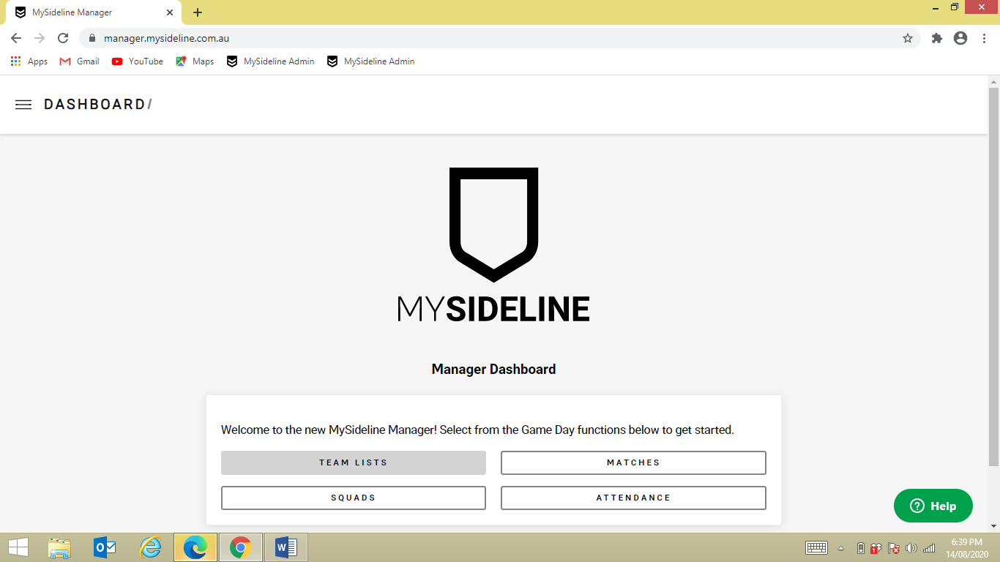 MySideline Manager
manager.mysideline.com.au
Apps Gmail YouTube Maps MySideline Admin MySideline Admin
DASHBOARD/
MYSIDELINE
Manager Dashboard
Welcome to the new MySideline Manager! Select from the Game Day functions below to get started.
TEAM LISTS MATCHES
SQUADS ATTENDANCE
? Help
6:39 PM
14/08/2020